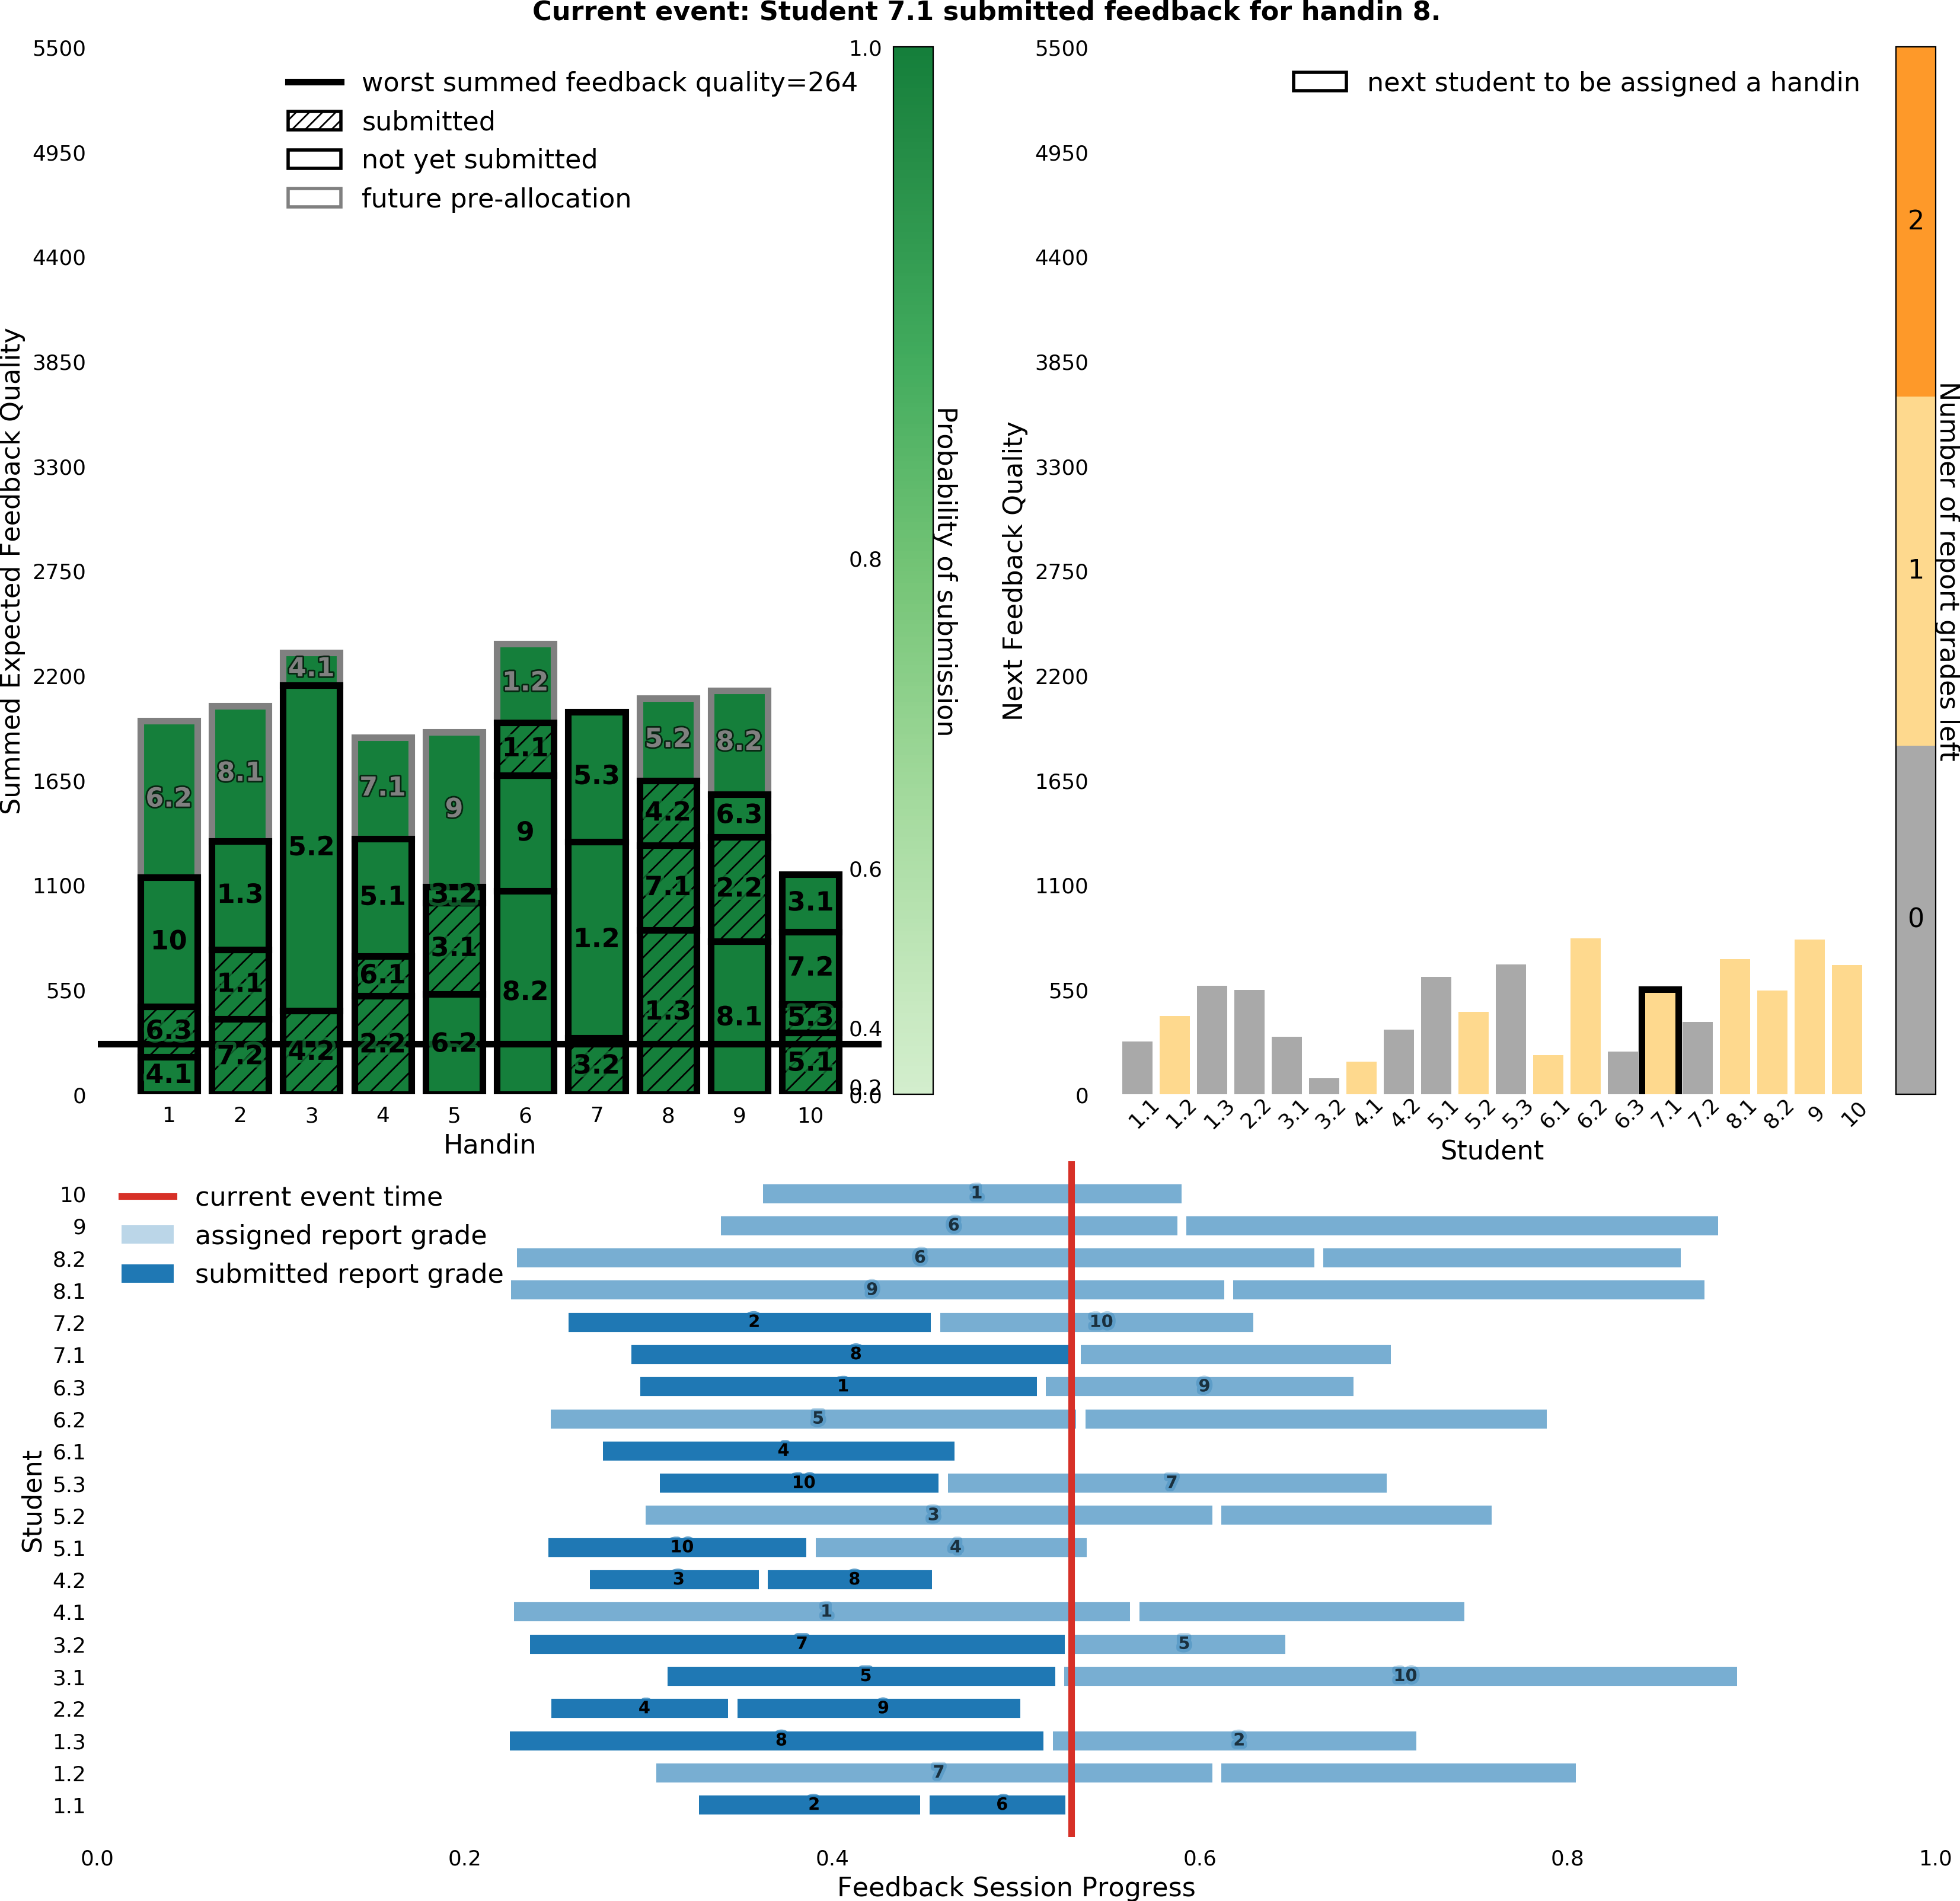 Current event: Student 7.1 submitted feedback for handin 8.
Summed Expected Feedback Quality
5500
4950
4400
3850
3300
2750
2200
1650
1100
550
0
worst summed feedback quality=264
submitted
not yet submitted
future pre-allocation
6.2
10
6.3
4.1
8.1
1.3
1.1
7.2
4.1
5.2
4.2
7.1
5.1
6.1
2.2
9
3.2
3.1
6.2
1.2
1.1
9
8.2
5.3
1.2
3.2
5.2
4.2
7.1
1.3
8.2
6.3
2.2
8.1
3.1
7.2
5.3
5.1
1 2 3 4 5 6 7 8 9 10
Handin
1.0
0.8
0.6
0.4
0.2
0.0
Probability of submission
Next Feedback Quality
5500
4950
4400
3850
3300
2750
2200
1650
1100
550
0
next student to be assigned a handin
1.1 1.2 1.3 2.2 3.1 3.2 4.1 4.2 5.1 5.2 5.3 6.1 6.2 6.3 7.1 7.2 8.1 8.2 9 10
Student
2
1
0
Number of report grades left
current event time
assigned report grade
submitted report grade
Student
10 1
9 6
8.2 6
8.1 9
7.2 2 10
7.1 8
6.3 1 9
6.2 5
6.1 4
5.3 10 7
5.2 3
5.1 10 4
4.2 3 8
4.1 1
3.2 7 5
3.1 5 10
2.2 4 9
1.3 8 2
1.2 7
1.1 2 6
0.0 0.2 0.4 0.6 0.8 1.0
Feedback Session Progress